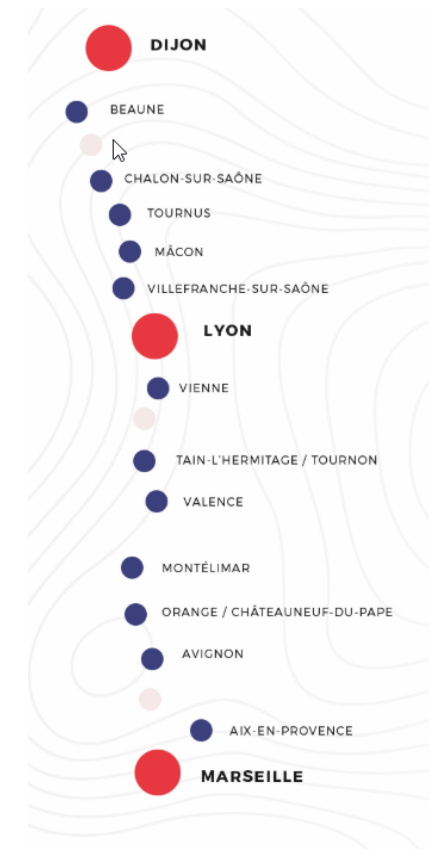 DIJON
BEAUNE
CHALON-SUR-SAÔNE
TOURNUS
MÂCON
VILLEFRANCHE-SUR-SAÔNE
LYON
VIENNE
TAIN-L'HERMITAGE / TOURNON
VALENCE
MONTÉLIMAR
ORANGE / CHÂTEAUNEUF-DU-PAPE
AVIGNON
AIX-EN-PROVENCE
MARSEILLE